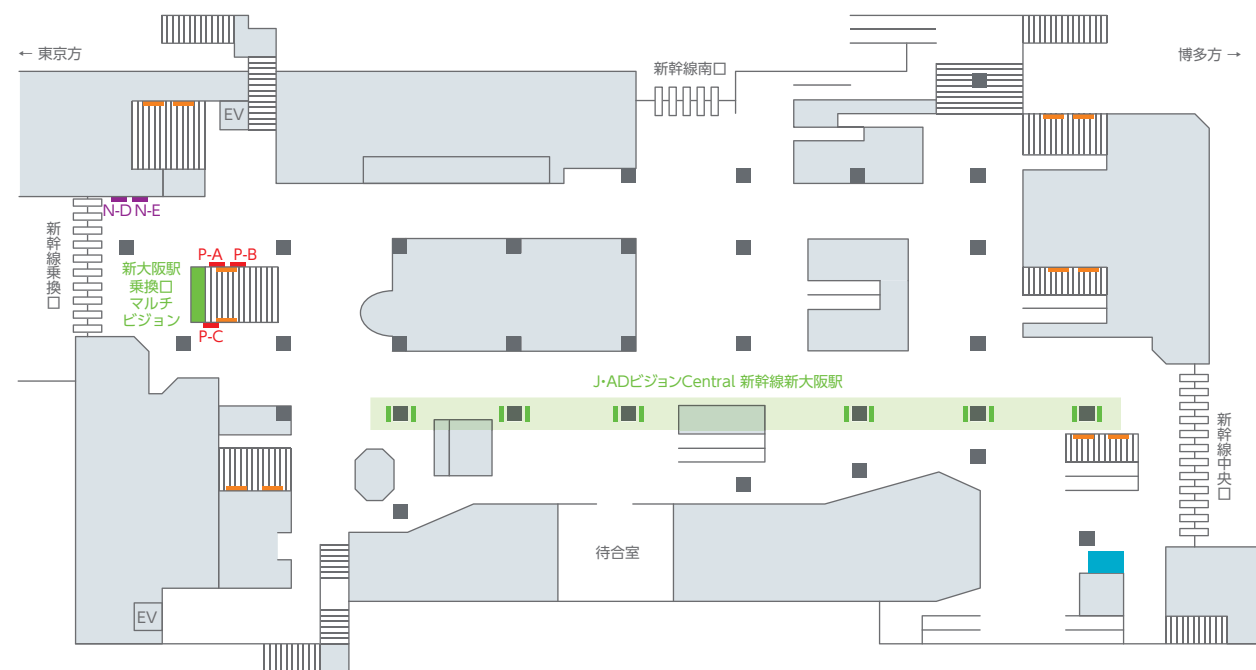 ← 東京方
新幹線南口
博多方 →
EV
N-D N-E
新幹線乗換口
P-A P-B
新大阪駅
乗換口
マルチ
ビジョン
P-C
J・ADビジョンCentral 新幹線新大阪駅
新幹線中央口
待合室
EV